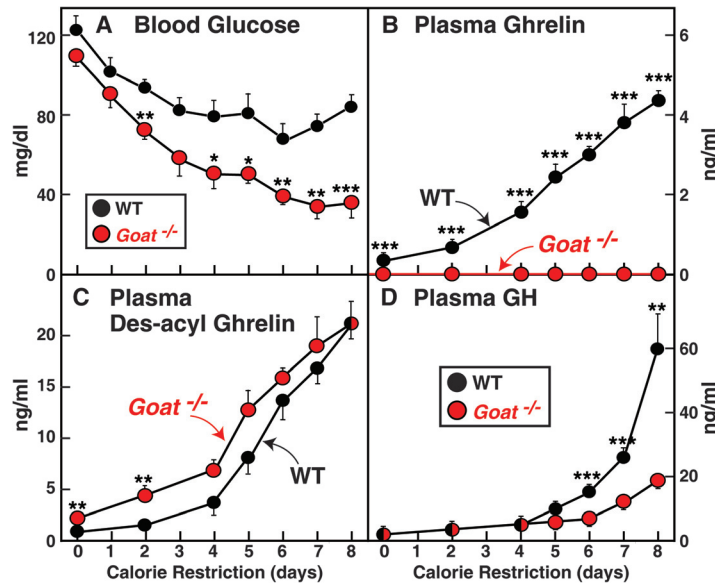 A Blood Glucose
120
80
40
0
mg/dl
** * * ** ** ***
WT
Goat -/-
B Plasma Ghrelin
6
4
2
0
ng/ml
*** *** *** *** *** *** ***
WT
Goat -/-
C Plasma
Des-acyl Ghrelin
20
15
10
5
0
ng/ml
** **
Goat -/-
WT
0 1 2 3 4 5 6 7 8
Calorie Restriction (days)
D Plasma GH
60
40
20
0
ng/ml
*** *** **
WT
Goat -/-
0 1 2 3 4 5 6 7 8
Calorie Restriction (days)